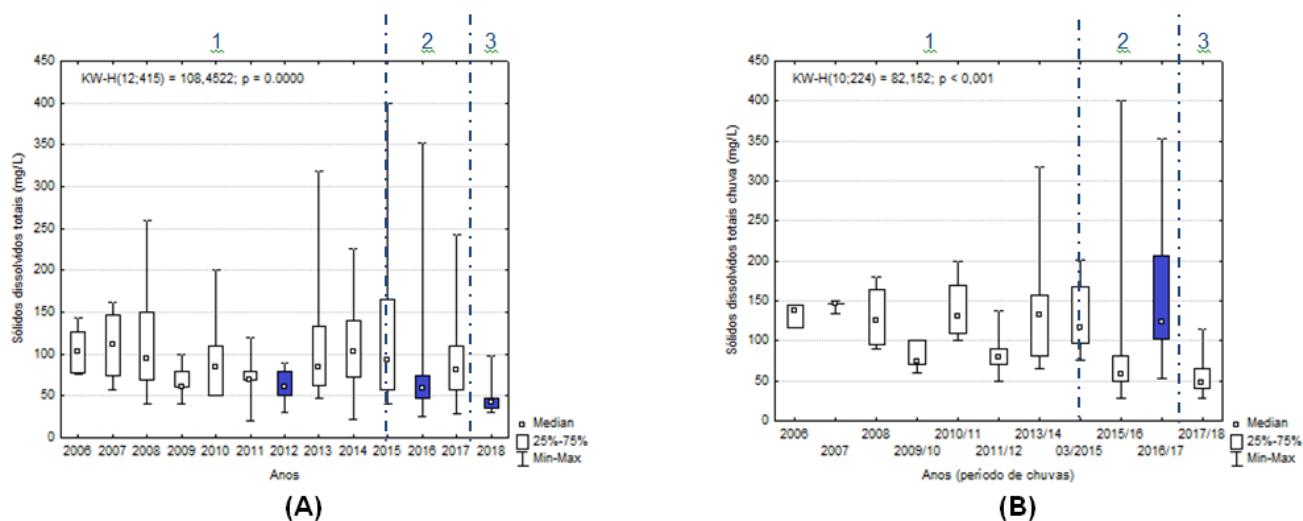 1 2 3
KW-H(12;415) = 108,4522; p = 0.0000
Sólidos dissolvidos totais (mg/L)
450
400
350
300
250
200
150
100
50
0
2006 2007 2008 2009 2010 2011 2012 2013 2014 2015 2016 2017 2018
Anos
Median
25%-75%
Min-Max
(A)
1 2 3
KW-H(10;224) = 82,152; p < 0,001
Sólidos dissolvidos totais chuva (mg/L)
450
400
350
300
250
200
150
100
50
0
2006 2008 2010/11 2013/14 2015/16 2017/18
2007 2009/10 2011/12 03/2015 2016/17
Anos (período de chuvas)
Median
25%-75%
Min-Max
(B)